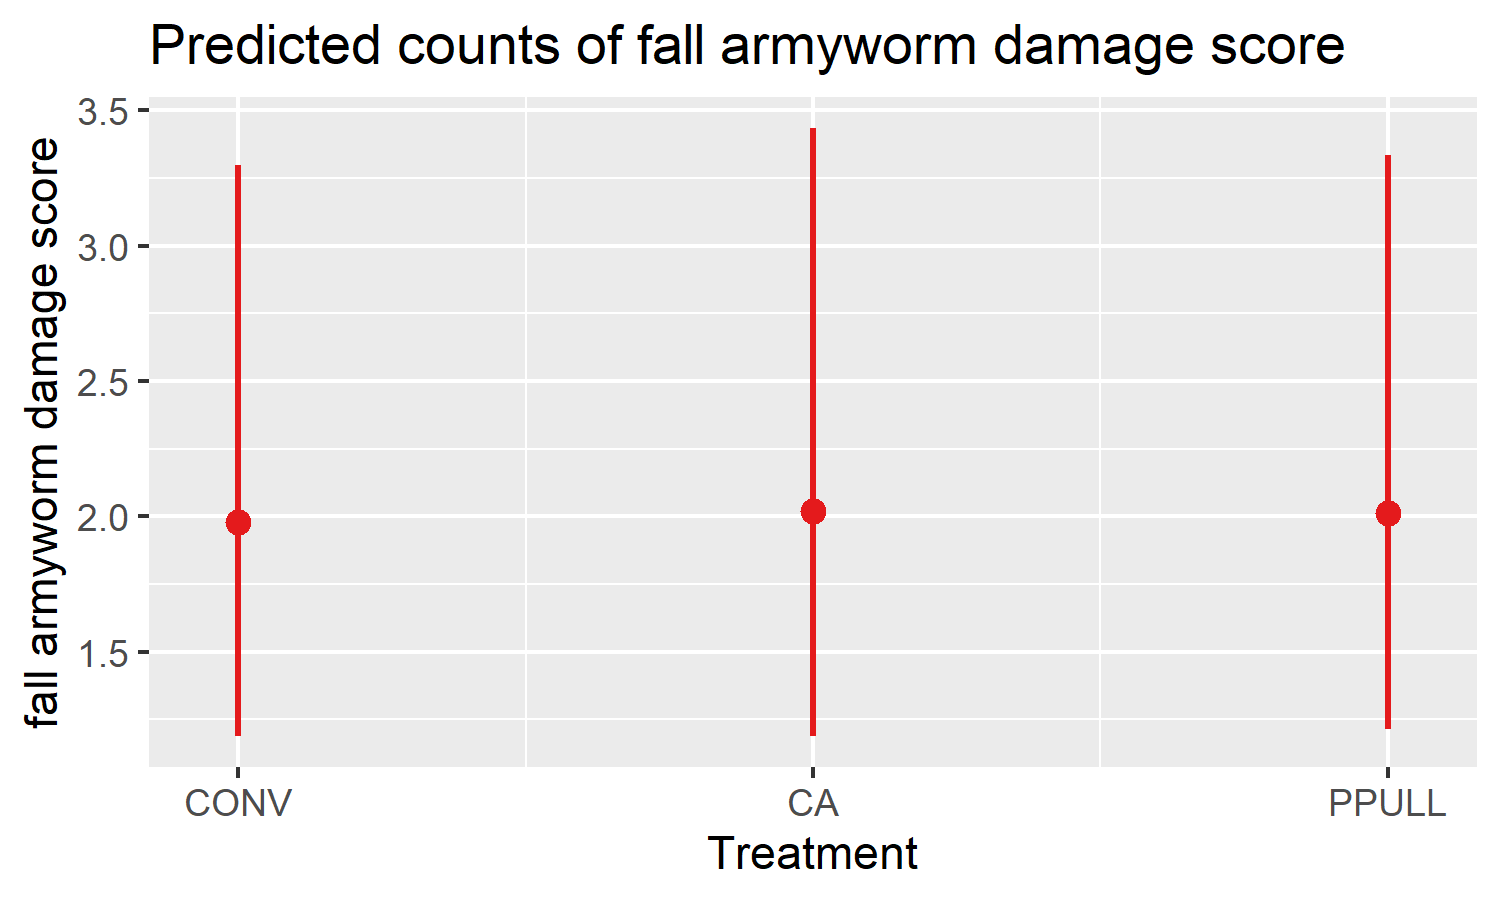 Predicted counts of fall armyworm damage score
fall armyworm damage score
3.5
3.0
2.5
2.0
1.5
CONV
CA
PPULL
Treatment